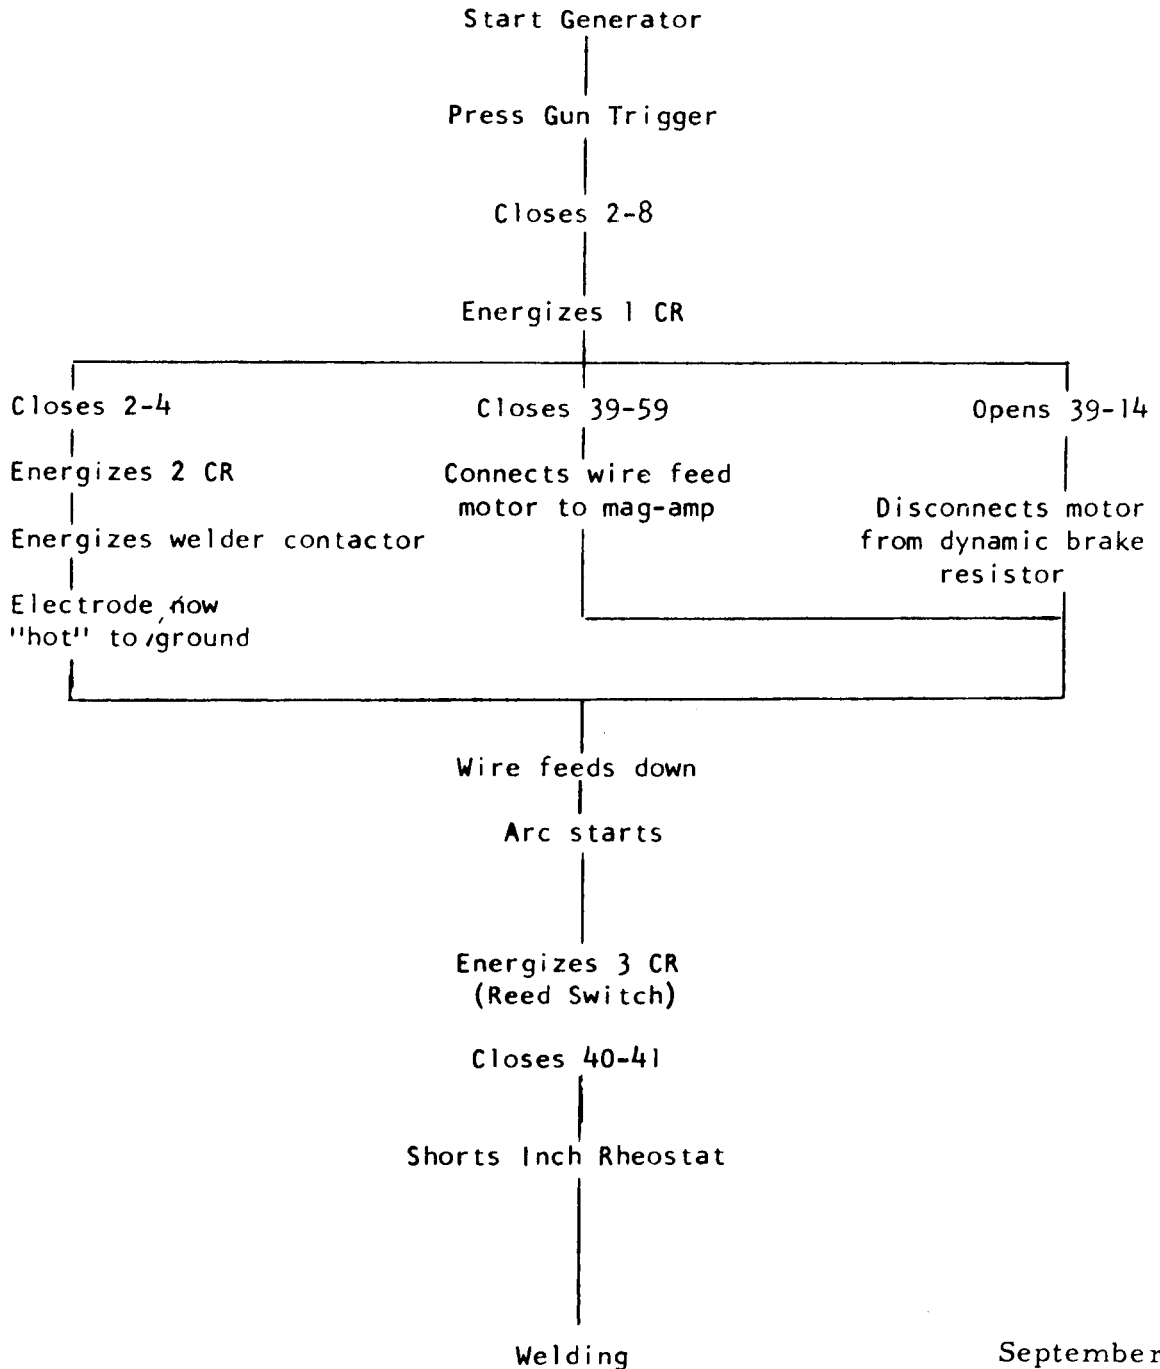 Start Generator
Press Gun Trigger
Closes 2-8
Energizes 1 CR
Closes 2-4
Energizes 2 CR
Energizes welder contactor
Electrode now
"hot" to ground
Closes 39-59
Connects wire feed
motor to mag-amp
Opens 39-14
Disconnects motor
from dynamic brake
resistor
Wire feeds down
Arc starts
Energizes 3 CR
(Reed Switch)
Closes 40-41
Shorts Inch Rheostat
Welding
September